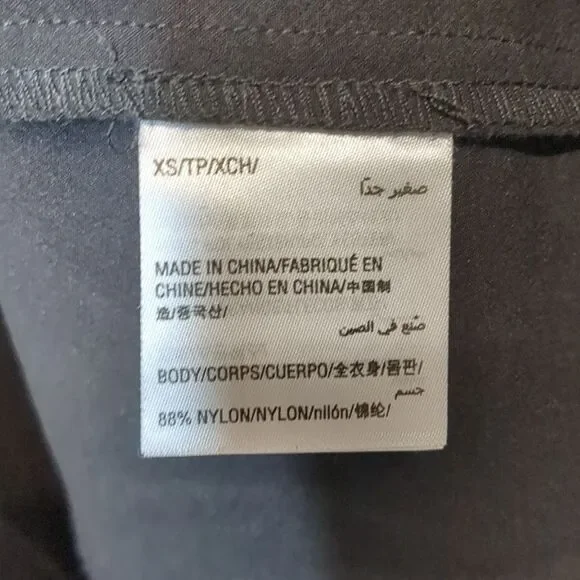 XS/TP/XCH/
صغير جدًا
MADE IN CHINA/FABRIQUÉ EN
CHINE/HECHO EN CHINA/中国制
造/중국산/
صنع في الصين
BODY/CORPS/CUERPO/全衣身/몸판/
جسم
88% NYLON/NYLON/nilón/锦纶/